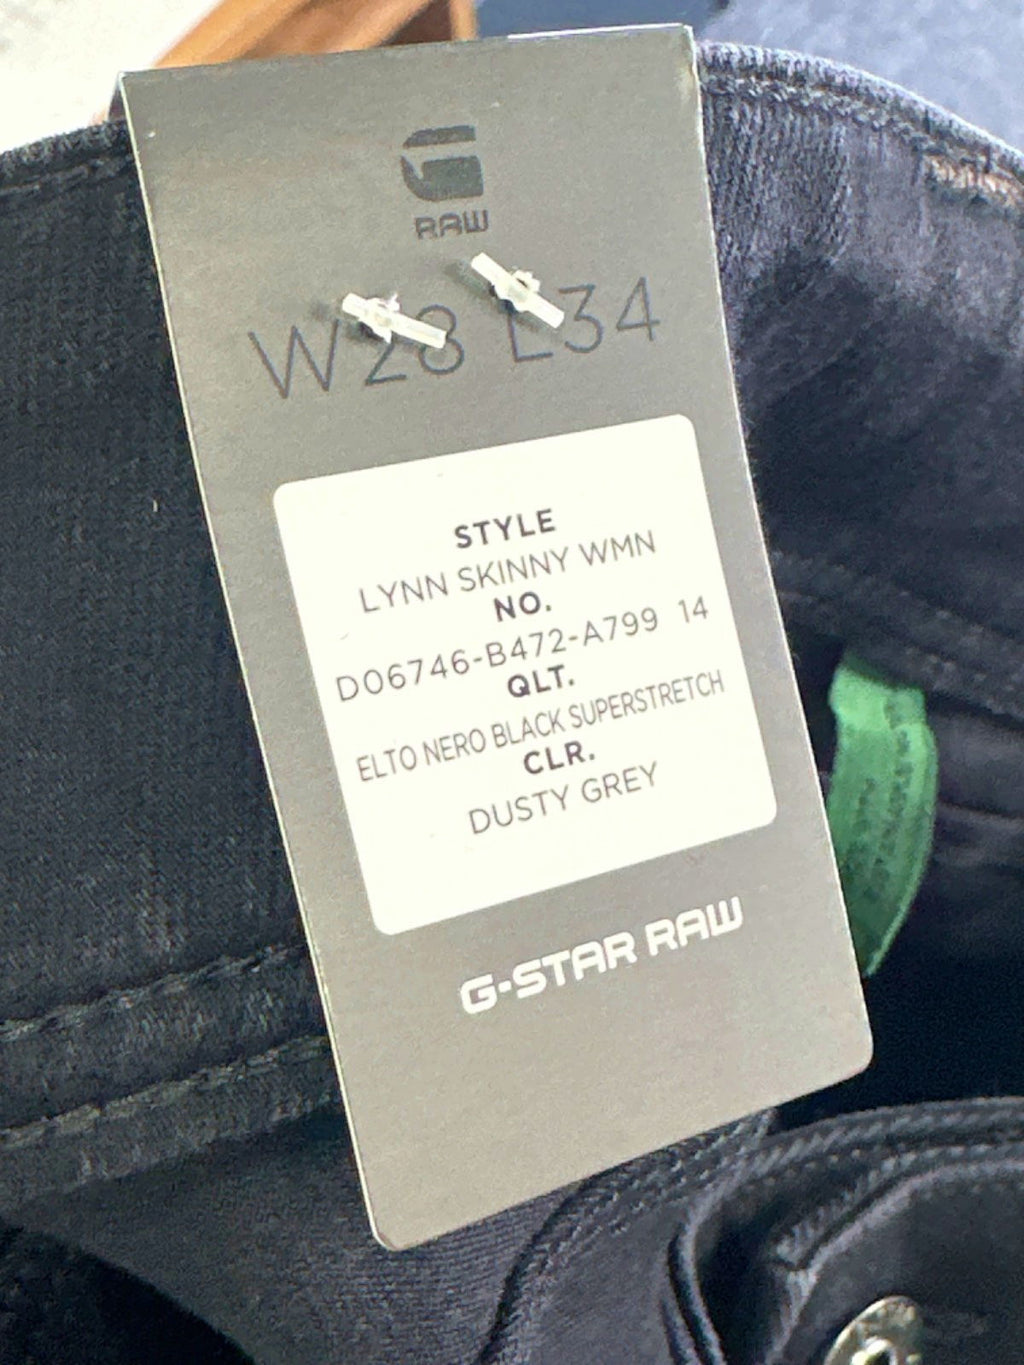 RAW
W28 L34
STYLE
LYNN SKINNY WMN
NO.
D06746-B472-A799 14
QLT.
ELTO NERO BLACK SUPERSTRETCH
CLR.
DUSTY GREY
G-STAR RAW